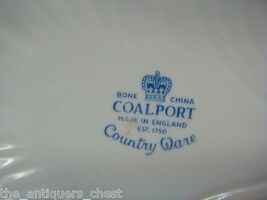 BONE CHINA
COALPORT
MADE IN ENGLAND
EST. 1750
Country Ware
the_antiquers_chest